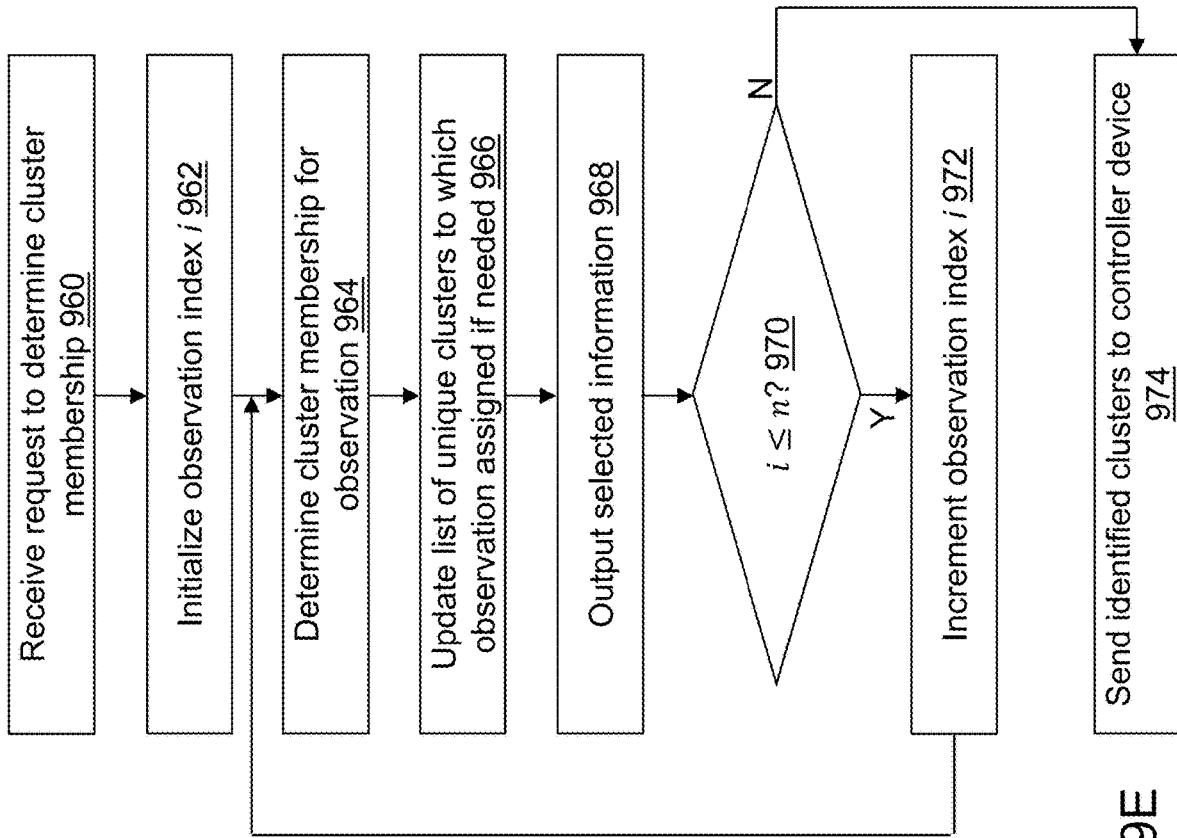 Receive request to determine cluster
membership 960
Initialize observation index i 962
Determine cluster membership for
observation 964
Update list of unique clusters to which
observation assigned if needed 966
Output selected information 968
i ≤ n? 970
N
Y
Increment observation index i 972
Send identified clusters to controller device
974
9E